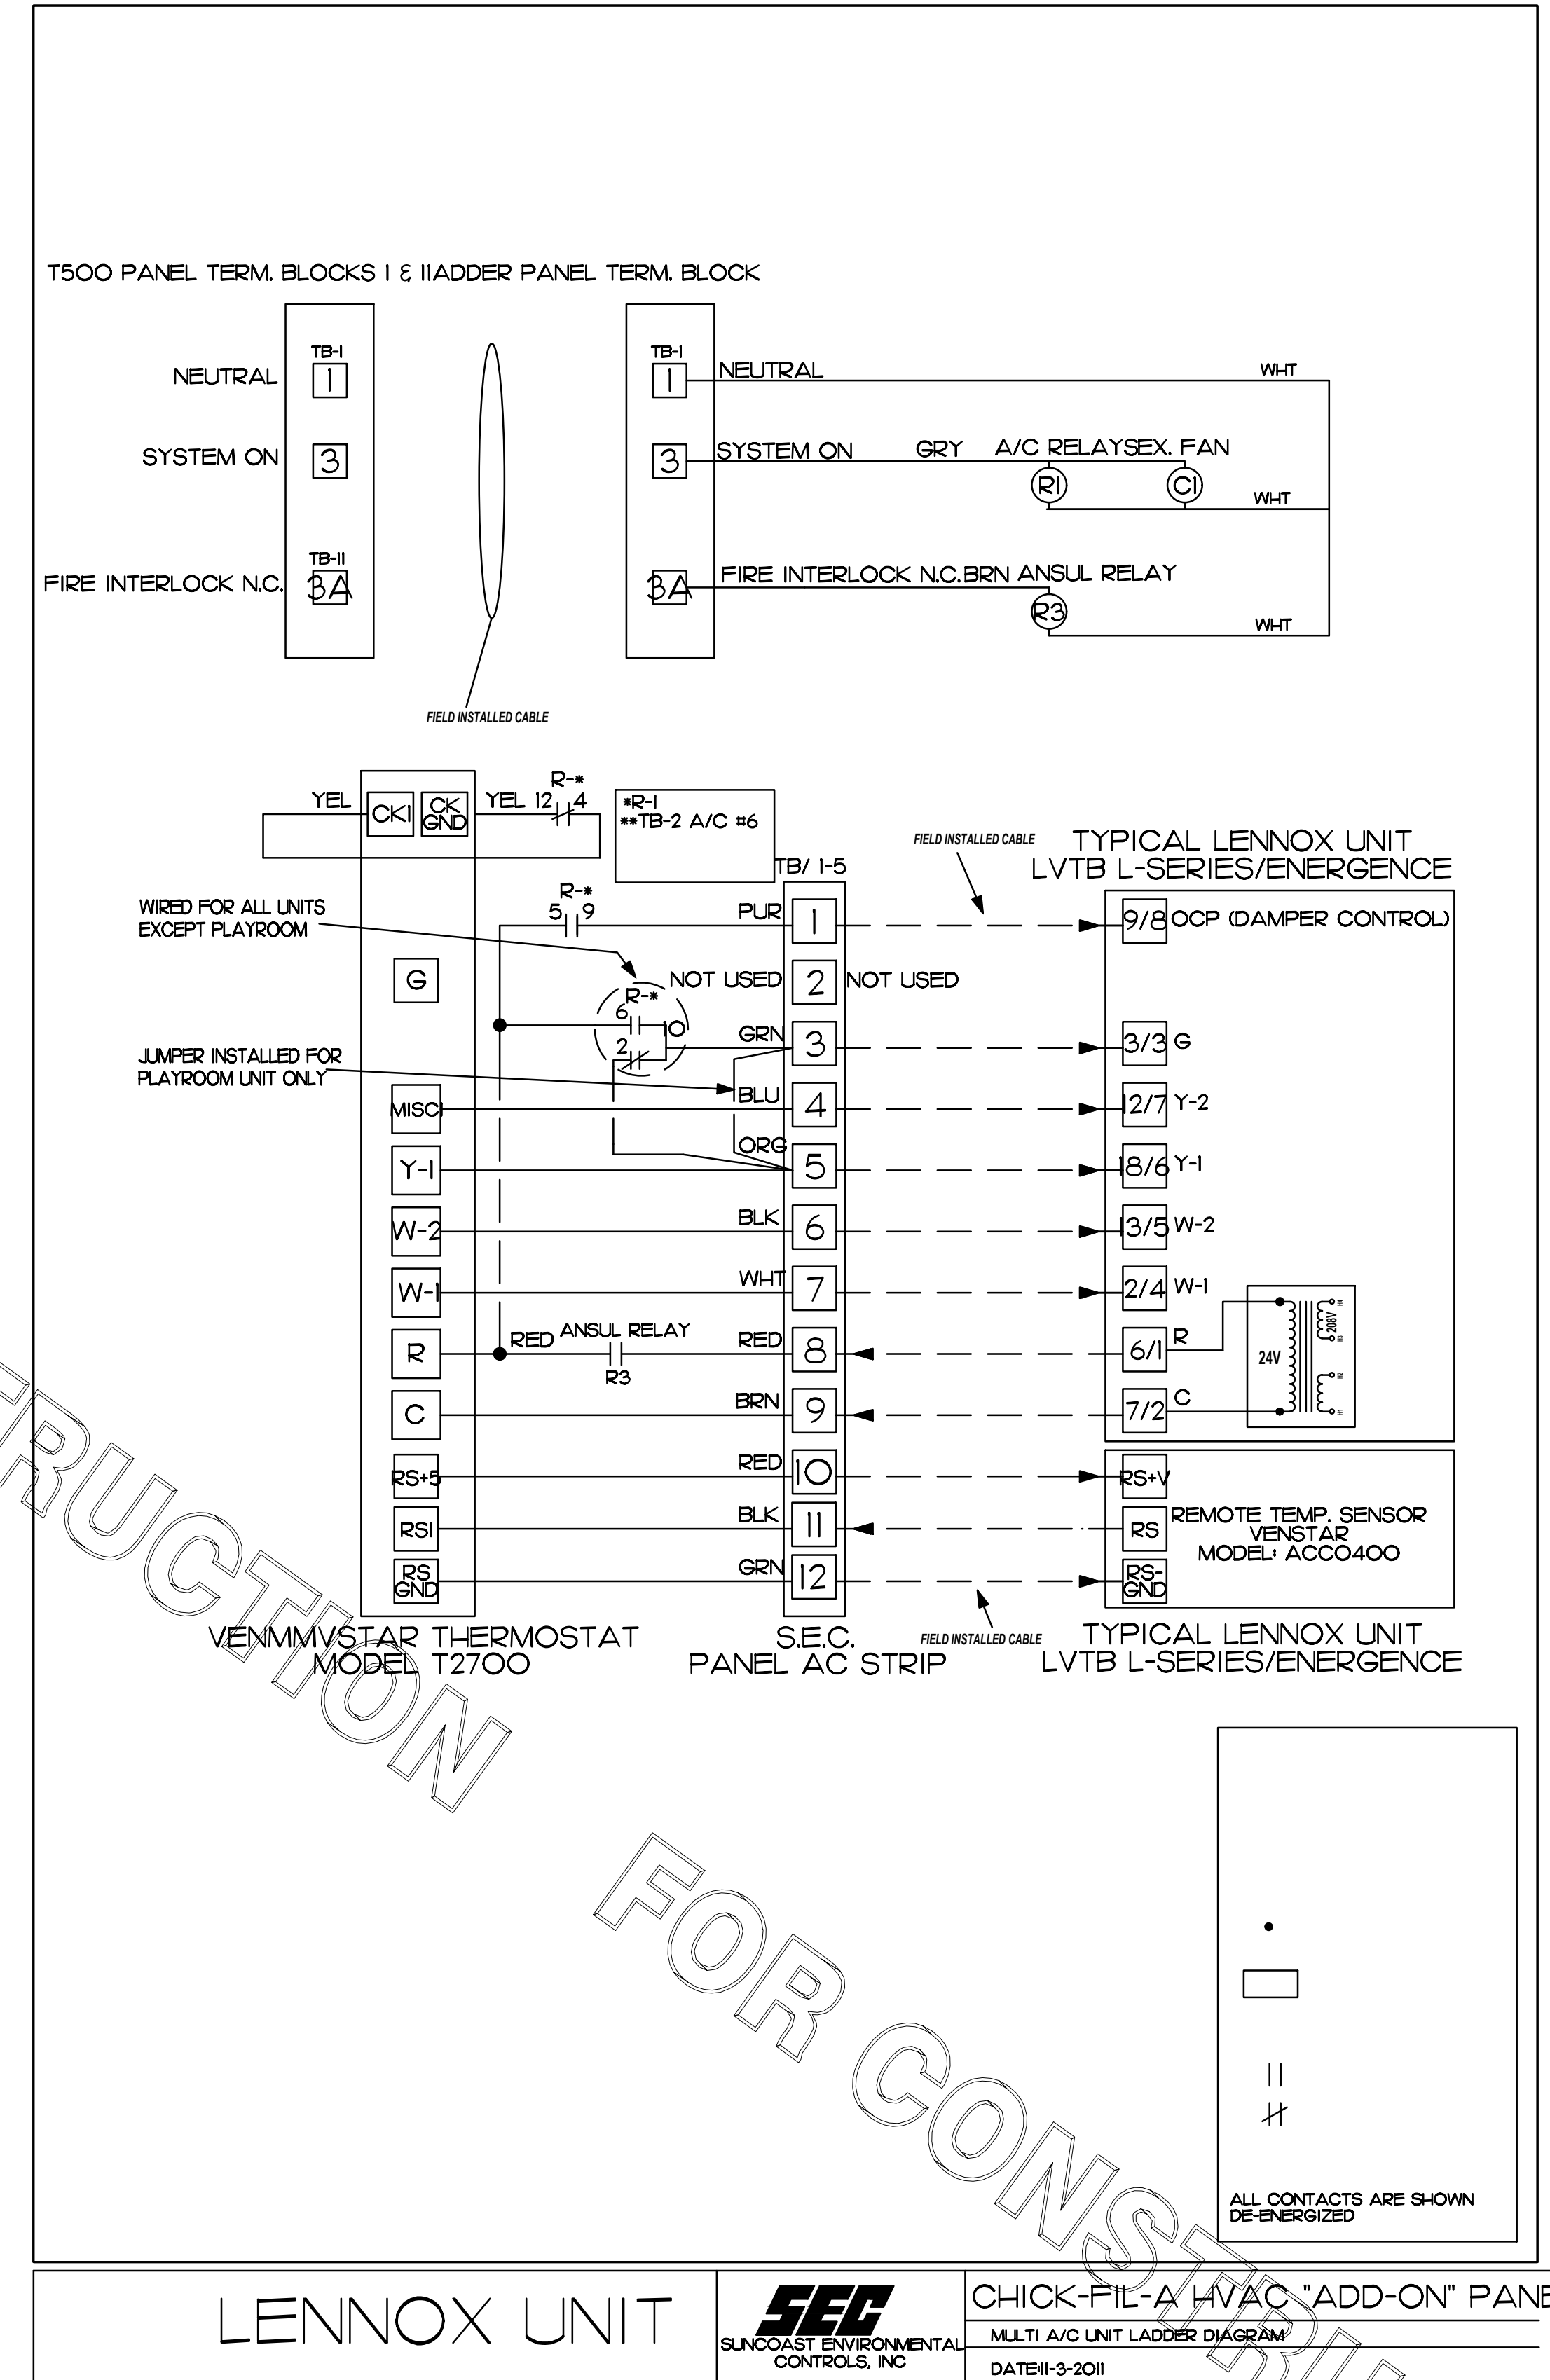 T500 PANEL TERM. BLOCKS I & II ADDER PANEL TERM. BLOCK
TB-I
TB-I
NEUTRAL
1
1
NEUTRAL
WHT
SYSTEM ON
3
3
SYSTEM ON
GRY
A/C RELAYS
EX. FAN
R1
C1
WHT
TB-II
FIRE INTERLOCK N.C.
3A
3A
FIRE INTERLOCK N.C.
BRN
ANSUL RELAY
R3
WHT
FIELD INSTALLED CABLE
YEL
CK1
CK
GND
YEL
12
R-*
4
*R-1
**TB-2 A/C #6
TB/ 1-5
FIELD INSTALLED CABLE
TYPICAL LENNOX UNIT
LVTB L-SERIES/ENERGENCE
WIRED FOR ALL UNITS
EXCEPT PLAYROOM
R-*
5
9
PUR
1
9/8
OCP (DAMPER CONTROL)
G
NOT USED
2
NOT USED
R-*
6
10
2
GRN
3
3/3
G
JUMPER INSTALLED FOR
PLAYROOM UNIT ONLY
MISC1
BLU
4
12/7
Y-2
Y-1
ORG
5
18/6
Y-1
W-2
BLK
6
13/5
W-2
W-1
WHT
7
2/4
W-1
R
RED
ANSUL RELAY
R3
RED
8
6/1
R
24V
208V
H4
H3
H2
H1
C
BRN
9
7/2
C
RS+5
RED
10
RS+V
RS1
BLK
11
RS
REMOTE TEMP. SENSOR
VENSTAR
MODEL: ACC0400
RS
GND
GRN
12
RS-
GND
VENMMVSTAR THERMOSTAT
MODEL T2700
S.E.C.
PANEL AC STRIP
FIELD INSTALLED CABLE
TYPICAL LENNOX UNIT
LVTB L-SERIES/ENERGENCE
TRUCTION
FOR CONSTRU
ALL CONTACTS ARE SHOWN
DE-ENERGIZED
LENNOX UNIT
SEC
SUNCOAST ENVIRONMENTAL
CONTROLS, INC
CHICK-FIL-A HVAC "ADD-ON" PANE
MULTI A/C UNIT LADDER DIAGRAM
DATE:11-3-2011